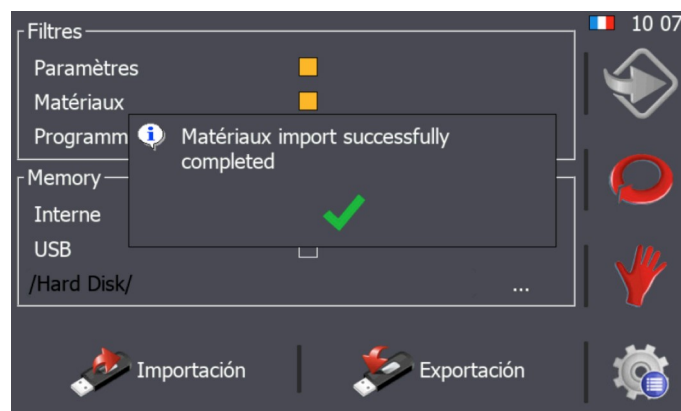 Filtres
10 07
Paramètres
Matériaux
Programm
Matériaux import successfully
completed
Memory
Interne
USB
/Hard Disk/
...
Importación
Exportación